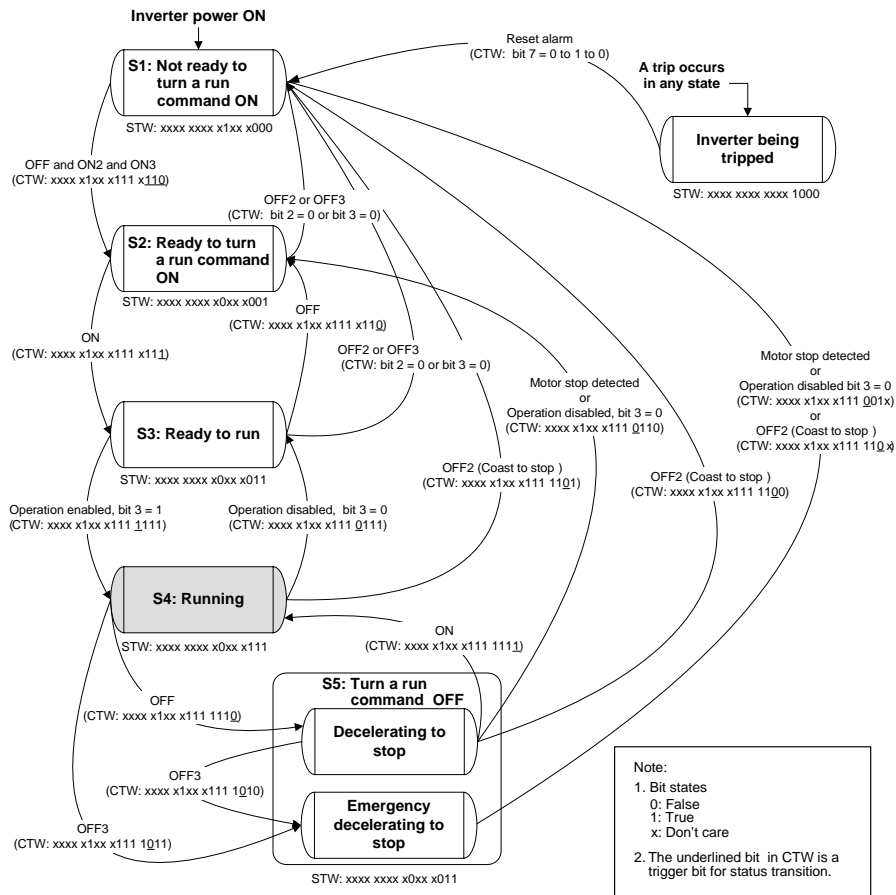 Inverter power ON
S1: Not ready to
turn a run
command ON
STW: xxxx xxxx x1xx x000
Reset alarm
(CTW:  bit 7 = 0 to 1 to 0)
A trip occurs
in any state
Inverter being
tripped
STW: xxxx xxxx xxxx 1000
OFF and ON2 and ON3
(CTW: xxxx x1xx x111 x110)
OFF2 or OFF3
(CTW:  bit 2 = 0 or bit 3 = 0)
S2: Ready to turn
a run command
ON
STW: xxxx xxxx x0xx x001
ON
(CTW: xxxx x1xx x111 x111)
OFF
(CTW: xxxx x1xx x111 x110)
OFF2 or OFF3
(CTW: bit 2 = 0 or bit 3 = 0)
Motor stop detected
or
Operation disabled, bit 3 = 0
(CTW: xxxx x1xx x111 0110)
Motor stop detected
or
Operation disabled bit 3 = 0
(CTW: xxxx x1xx x111 001x)
or
OFF2 (Coast to stop )
(CTW: xxxx x1xx x111 110 x)
S3: Ready to run
STW: xxxx xxxx x0xx x011
OFF2 (Coast to stop )
(CTW: xxxx x1xx x111 1101)
OFF2 (Coast to stop )
(CTW: xxxx x1xx x111 1100)
Operation enabled, bit 3 = 1
(CTW: xxxx x1xx x111 1111)
Operation disabled,  bit 3 = 0
(CTW: xxxx x1xx x111 0111)
S4: Running
STW: xxxx xxxx x0xx x111
ON
(CTW: xxxx x1xx x111 1111)
OFF
(CTW: xxxx x1xx x111 1110)
S5: Turn a run
command  OFF
Decelerating to
stop
OFF3
(CTW: xxxx x1xx x111 1010)
Emergency
decelerating to
stop
OFF3
(CTW: xxxx x1xx x111 1011)
STW: xxxx xxxx x0xx x011
Note:
1. Bit states
0: False
1: True
x: Don't care
2. The underlined bit  in CTW is a
trigger bit for status transition.